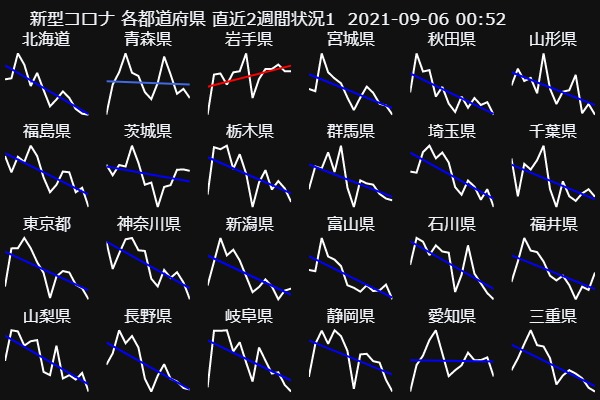 新型コロナ 各都道府県 直近2週間状況1 2021-09-06 00:52
北海道 青森県 岩手県 宮城県 秋田県 山形県
福島県 茨城県 栃木県 群馬県 埼玉県 千葉県
東京都 神奈川県 新潟県 富山県 石川県 福井県
山梨県 長野県 岐阜県 静岡県 愛知県 三重県